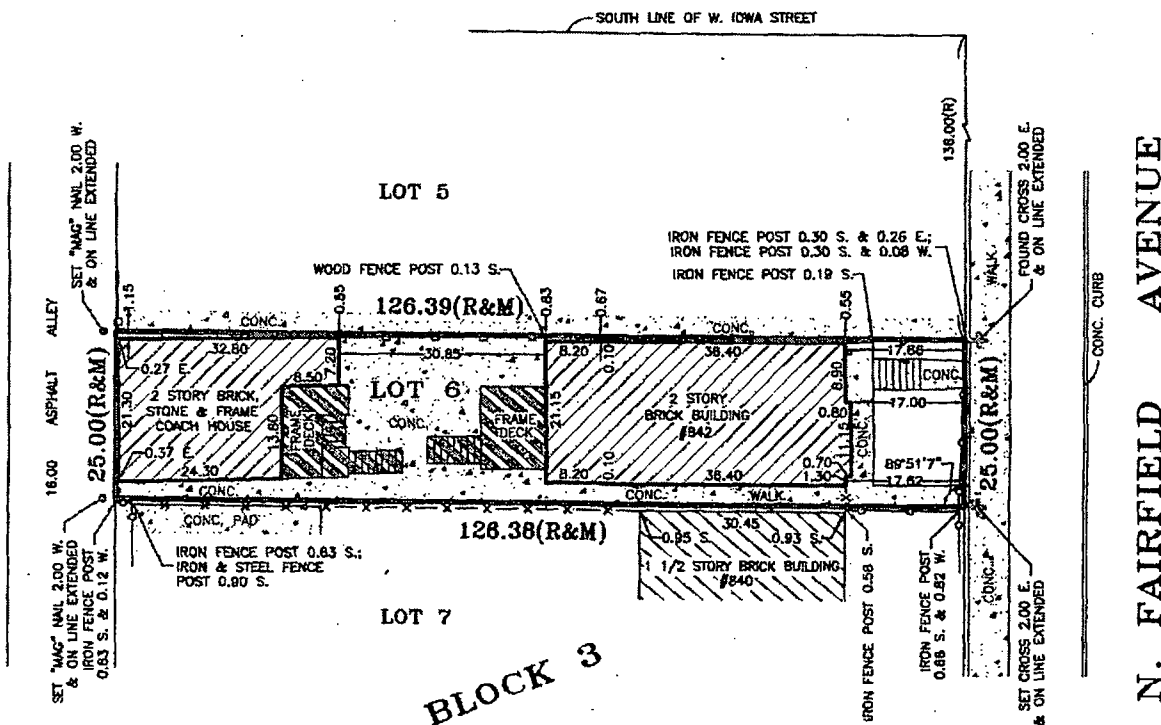 SOUTH LINE OF W. IOWA STREET
138.00(R)
N. FAIRFIELD AVENUE
SET "MAG" NAIL 2.00 W.
& ON LINE EXTENDED
LOT 5
FOUND CROSS 2.00 E.
& ON LINE EXTENDED
WALK
CONC. CURB
IRON FENCE POST 0.30 S. & 0.26 E.;
IRON FENCE POST 0.30 S. & 0.08 W.
IRON FENCE POST 0.19 S.
WOOD FENCE POST 0.13 S.
16.00 ASPHALT ALLEY
1.15
0.85
126.39(R&M)
0.83
0.67
0.55
CONC.
CONC.
32.80
30.85
8.20
0.10
38.40
17.68
0.27 E.
7.20
8.50
8.90
CONC.
25.00(R&M)
21.30
2 STORY BRICK,
STONE & FRAME
COACH HOUSE
13.80
FRAME
DECK
LOT 6
CONC.
FRAME
DECK
21.15
2 STORY
BRICK BUILDING
#842
17.00
0.80
11.15
CONC.
0.70
1.30
89°51'7"
25.00(R&M)
0.37 E.
24.30
8.20
0.10
38.40
17.62
CONC.
CONC.
WALK
CONC. PAD
126.38(R&M)
30.45
0.95 S.
0.93 S.
1 1/2 STORY BRICK BUILDING
#840
IRON FENCE POST 0.63 S.;
IRON & STEEL FENCE
POST 0.90 S.
SET "MAG" NAIL 2.00 W.
& ON LINE EXTENDED
IRON FENCE POST
0.63 S. & 0.12 W.
LOT 7
IRON FENCE POST 0.58 S.
IRON FENCE POST
0.86 S. & 0.82 W.
CONC.
SET CROSS 2.00 E.
& ON LINE EXTENDED
BLOCK 3